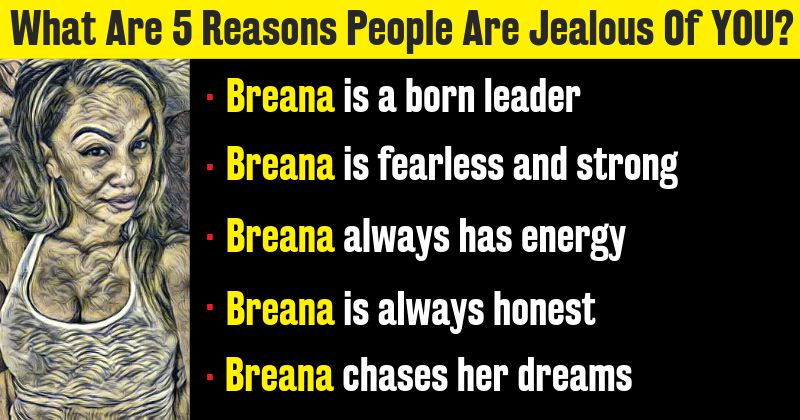 What Are 5 Reasons People Are Jealous Of YOU?
· Breana is a born leader
· Breana is fearless and strong
· Breana always has energy
· Breana is always honest
· Breana chases her dreams